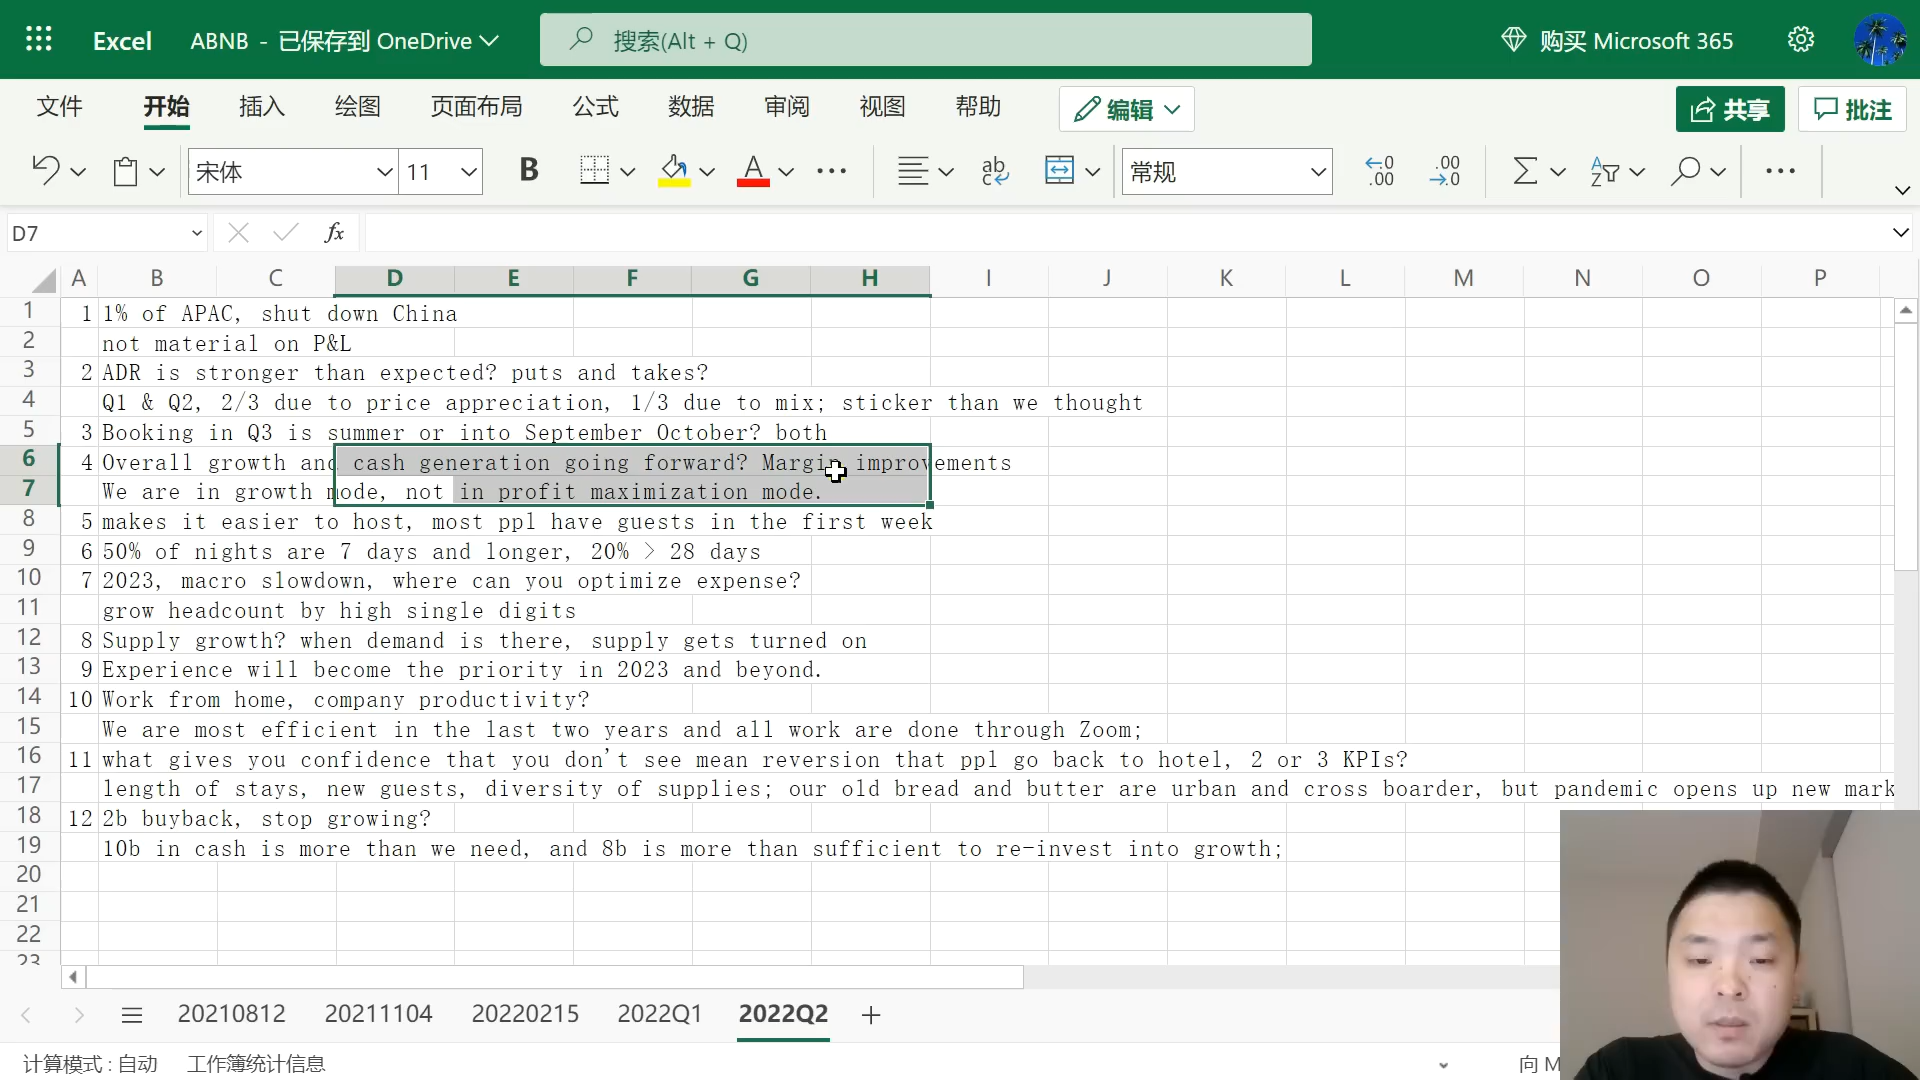 Excel ABNB - 已保存到 OneDrive 搜索(Alt + Q) 购买 Microsoft 365
文件 开始 插入 绘图 页面布局 公式 数据 审阅 视图 帮助 编辑 共享 批注
宋体 11 B A ab c 常规 0 .00 .00 0 A Z
D7 fx
A B C D E F G H I J K L M N O P
1 1 1% of APAC, shut down China
2 not material on P&L
3 2 ADR is stronger than expected? puts and takes?
4 Q1 & Q2, 2/3 due to price appreciation, 1/3 due to mix; sticker than we thought
5 3 Booking in Q3 is summer or into September October? both
6 4 Overall growth and cash generation going forward? Margin improvements
7 We are in growth mode, not in profit maximization mode.
8 5 makes it easier to host, most ppl have guests in the first week
9 6 50% of nights are 7 days and longer, 20% > 28 days
10 7 2023, macro slowdown, where can you optimize expense?
11 grow headcount by high single digits
12 8 Supply growth? when demand is there, supply gets turned on
13 9 Experience will become the priority in 2023 and beyond.
14 10 Work from home, company productivity?
15 We are most efficient in the last two years and all work are done through Zoom;
16 11 what gives you confidence that you don't see mean reversion that ppl go back to hotel, 2 or 3 KPIs?
17 length of stays, new guests, diversity of supplies; our old bread and butter are urban and cross boarder, but pandemic opens up new mark
18 12 2b buyback, stop growing?
19 10b in cash is more than we need, and 8b is more than sufficient to re-invest into growth;
20
21
22
23
20210812 20211104 20220215 2022Q1 2022Q2
计算模式 : 自动 工作簿统计信息 向 M